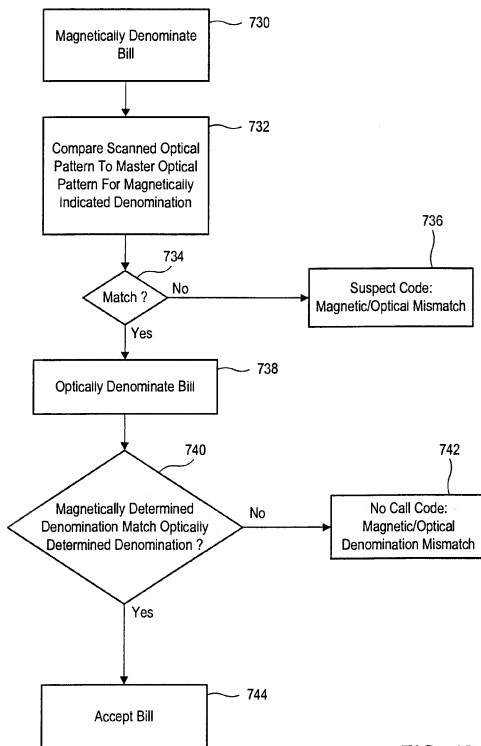 730
Magnetically Denominate
Bill
732
Compare Scanned Optical
Pattern To Master Optical
Pattern For Magnetically
Indicated Denomination
734
Match ?
No
Yes
736
Suspect Code:
Magnetic/Optical Mismatch
738
Optically Denominate Bill
740
Magnetically Determined
Denomination Match Optically
Determined Denomination ?
No
Yes
742
No Call Code:
Magnetic/Optical
Denomination Mismatch
744
Accept Bill